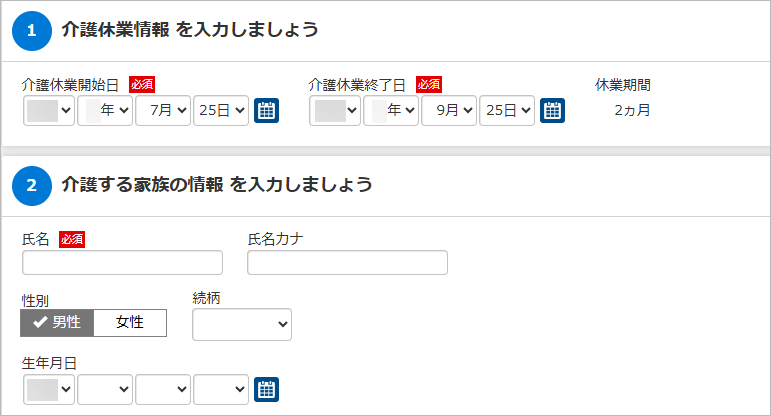 1 介護休業情報 を入力しましょう
介護休業開始日 必須 介護休業終了日 必須 休業期間
年 7月 25日 年 9月 25日 2ヵ月
2 介護する家族の情報 を入力しましょう
氏名 必須 氏名カナ
性別 続柄
男性 女性
生年月日